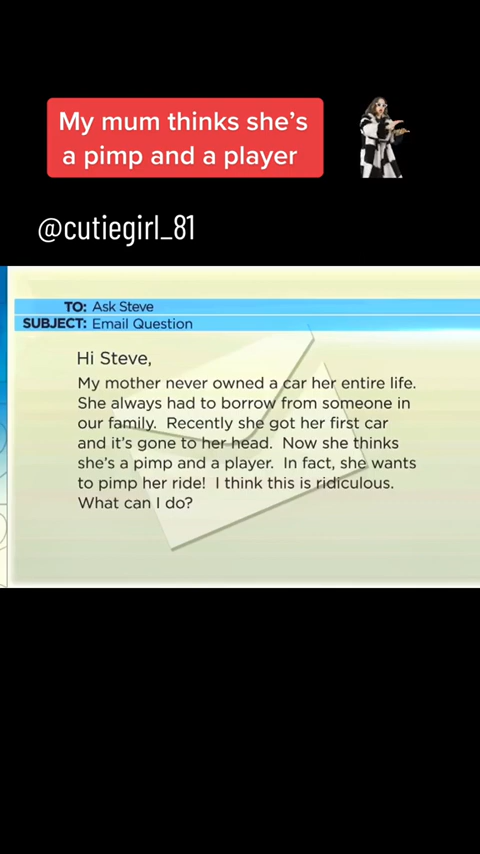 My mum thinks she's
a pimp and a player
@cutiegirl_81
TO: Ask Steve
SUBJECT: Email Question
Hi Steve,
My mother never owned a car her entire life.
She always had to borrow from someone in
our family. Recently she got her first car
and it's gone to her head. Now she thinks
she's a pimp and a player. In fact, she wants
to pimp her ride! I think this is ridiculous.
What can I do?